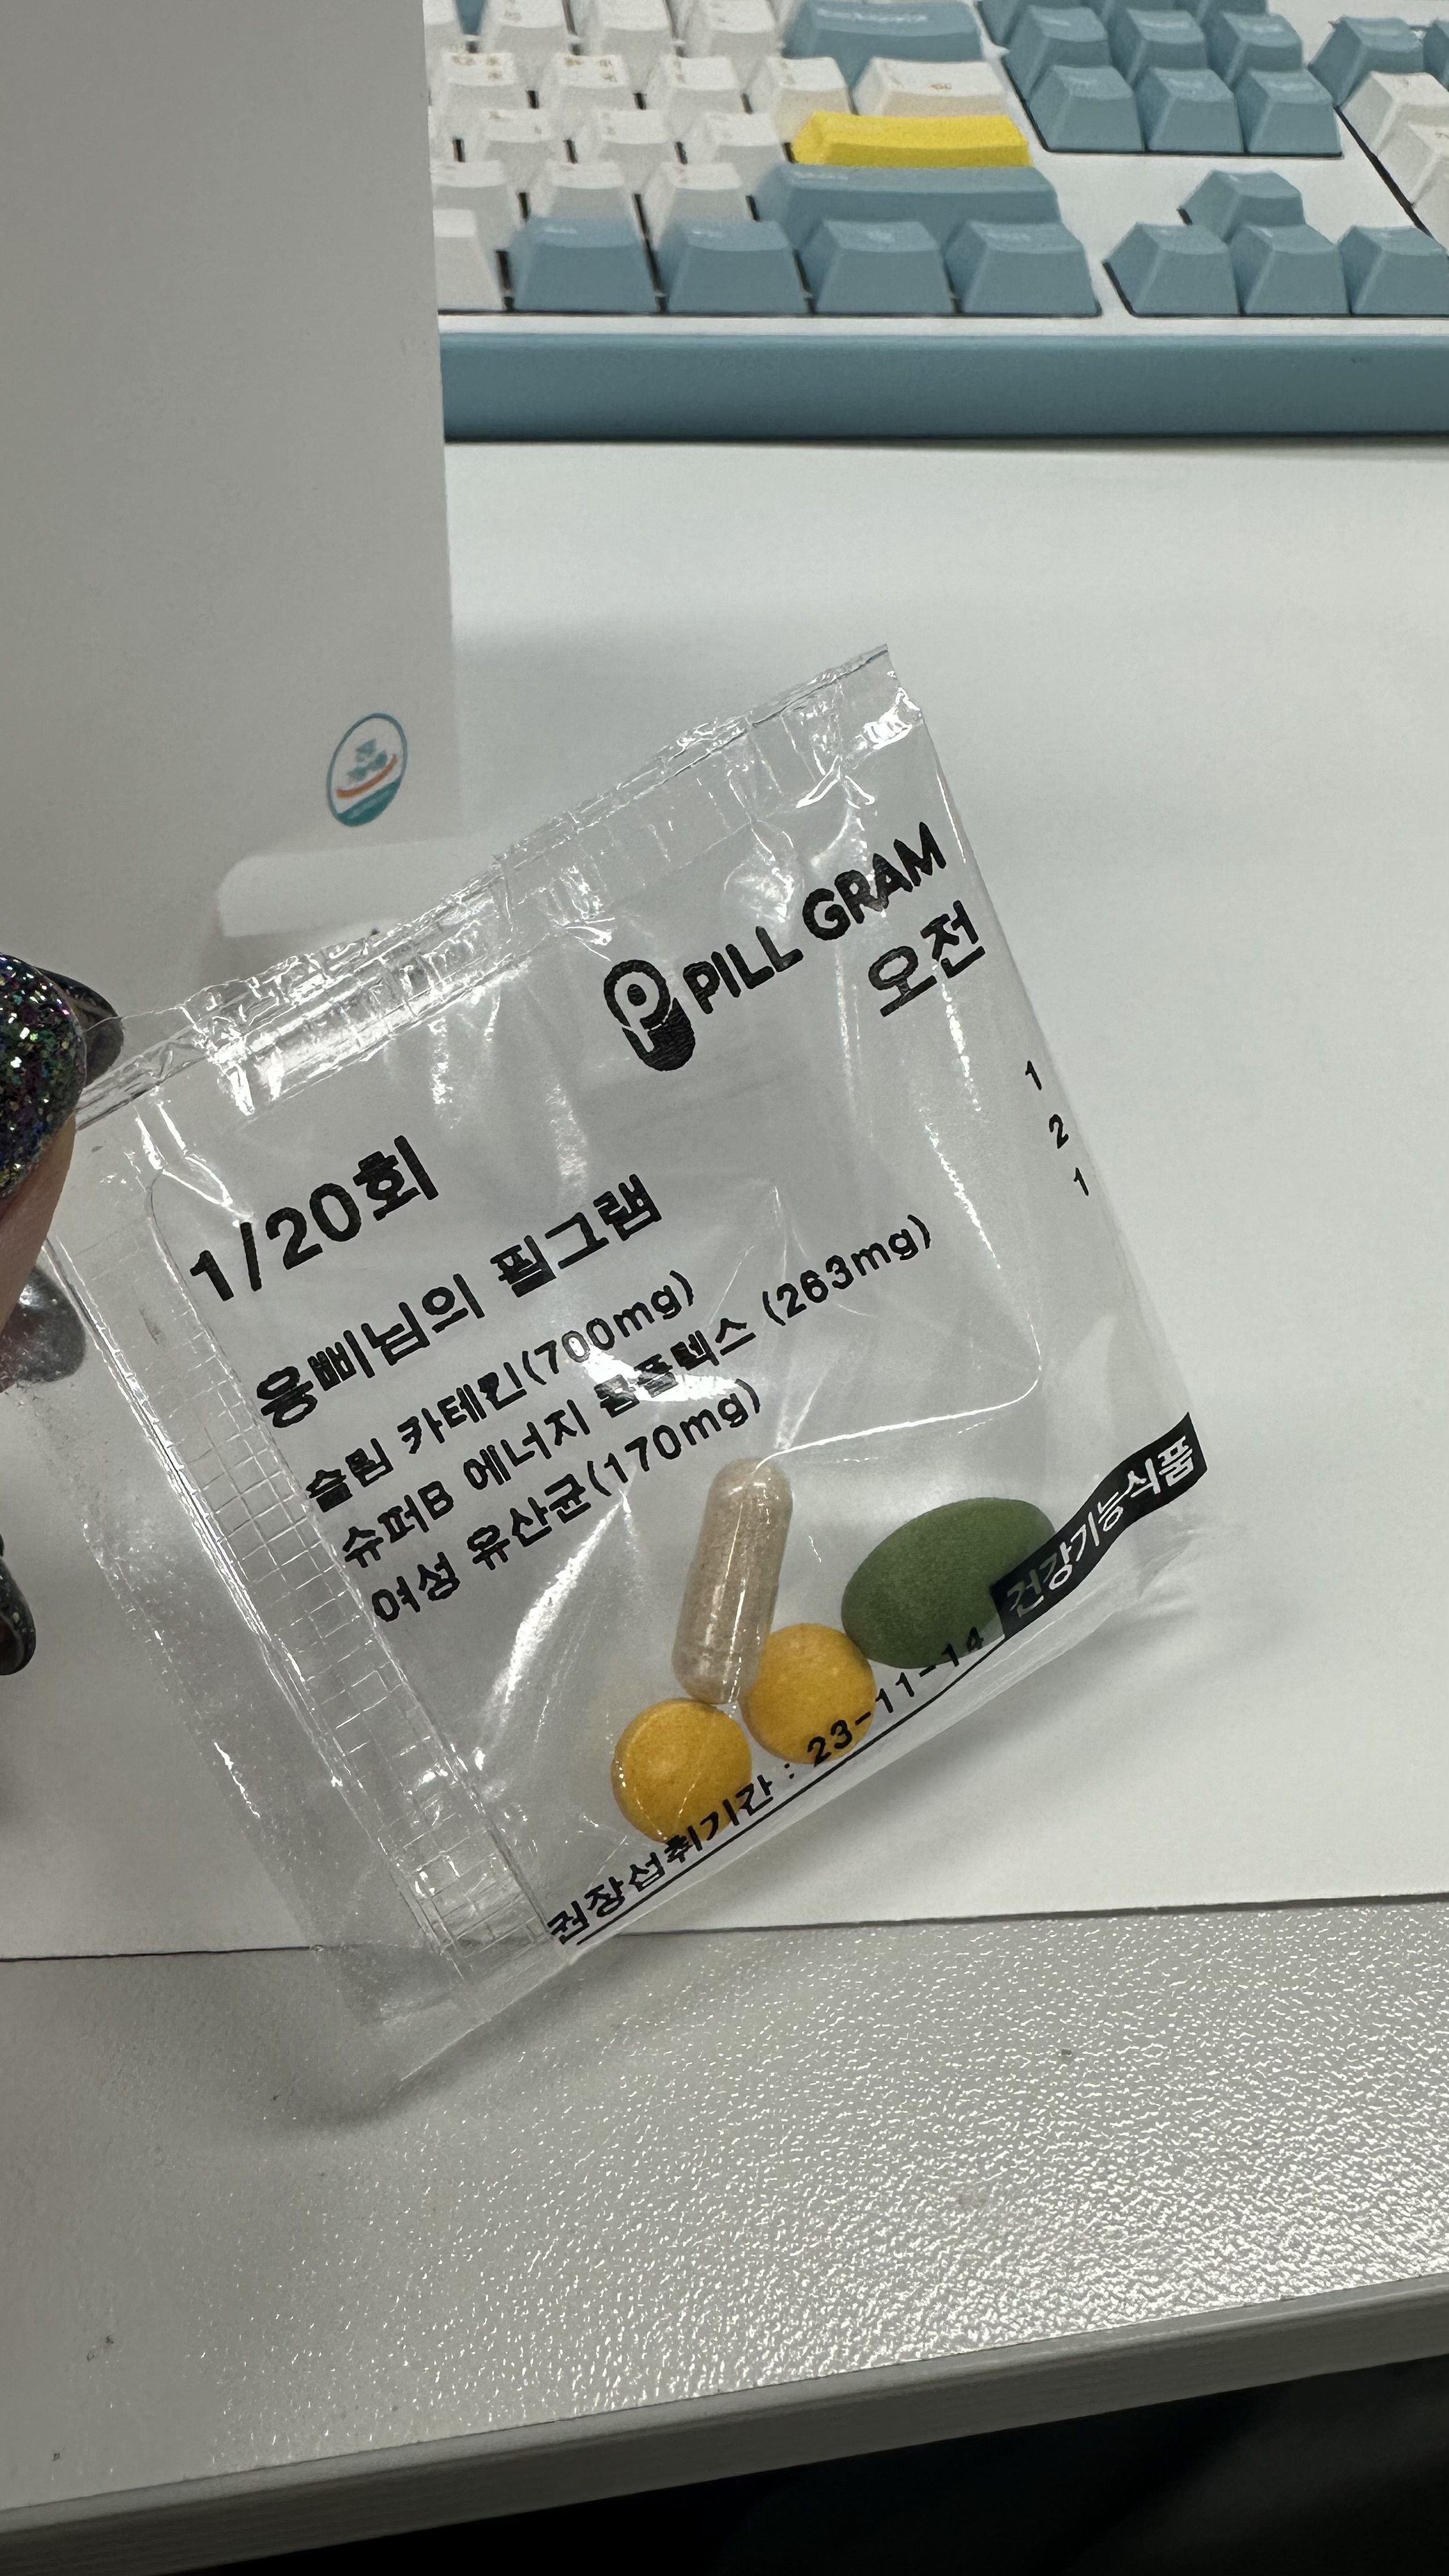 PILL GRAM
오전
1/20회
웅삐님의 필그램
슬림 카테킨(700mg) 1
슈퍼B 에너지 콤플렉스 (263mg) 2
여성 유산균(170mg) 1
건강기능식품
권장섭취기간 : 23-11-14